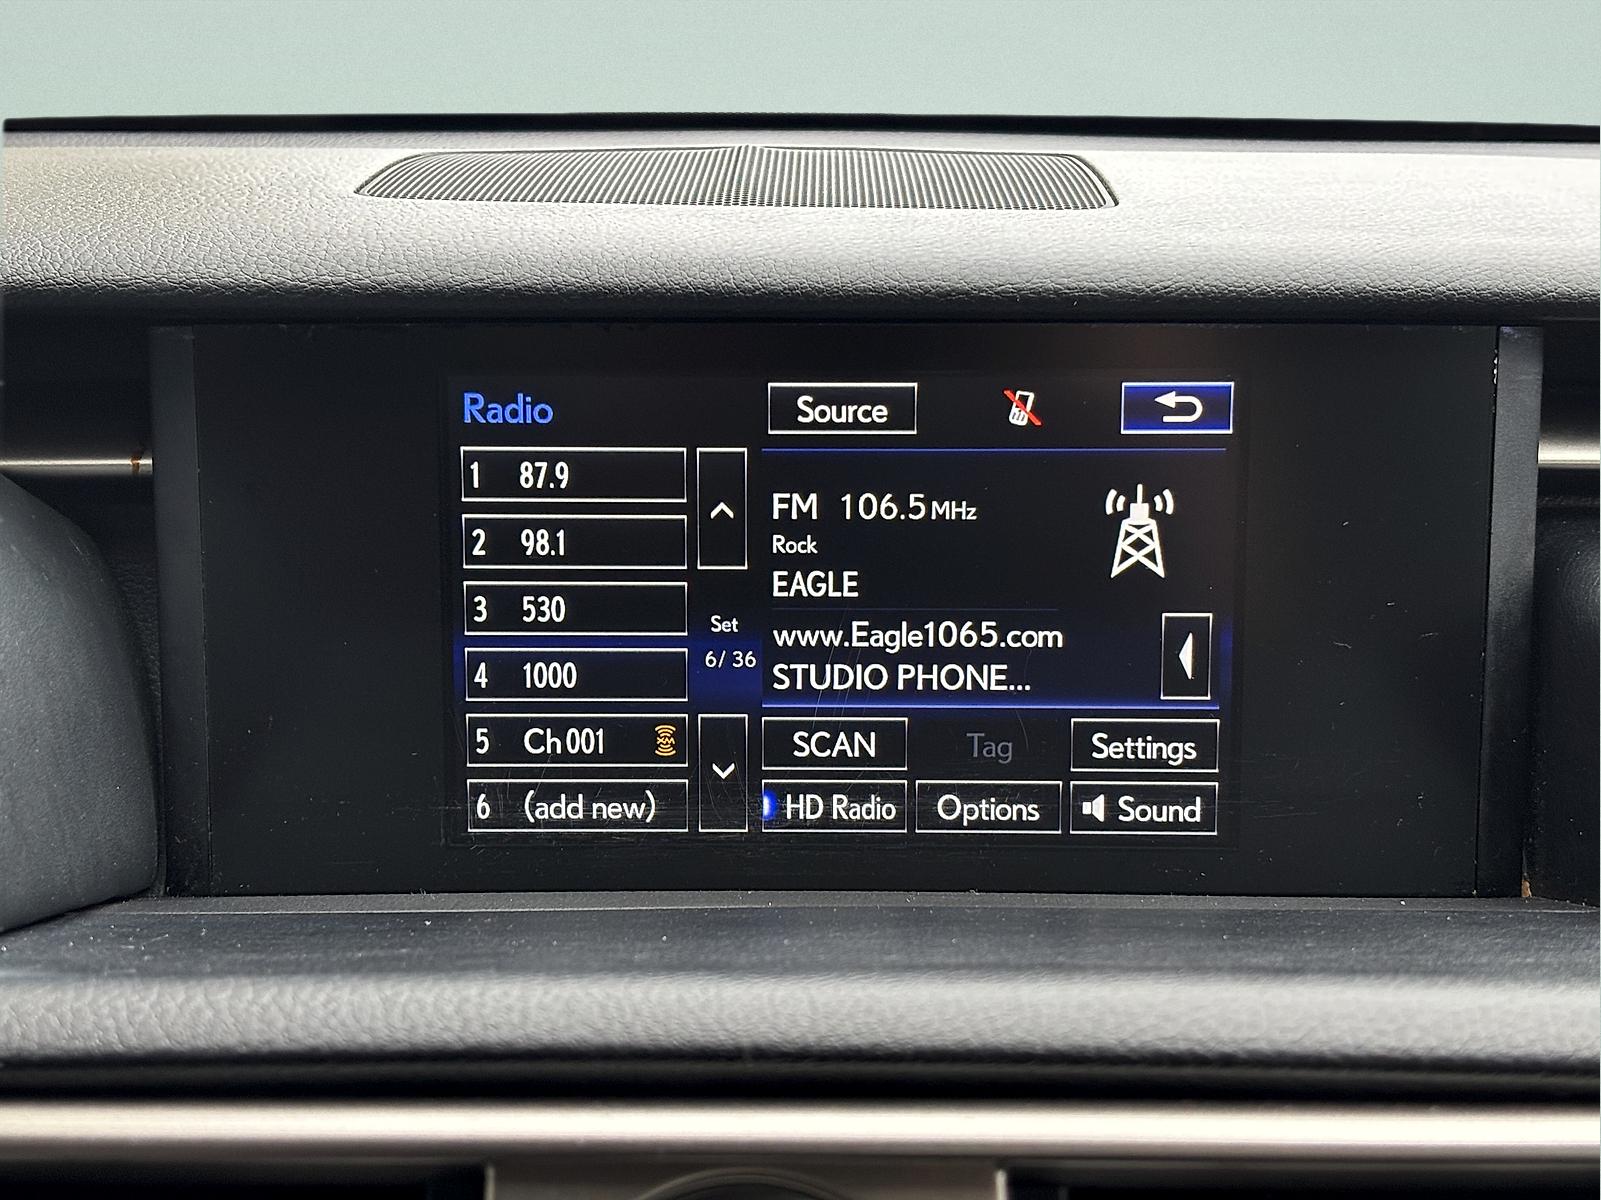 Radio
Source
1 87.9
2 98.1
3 530
4 1000
5 Ch 001 XM
6 (add new)
Set
6/ 36
FM 106.5 MHz
Rock
EAGLE
www.Eagle1065.com
STUDIO PHONE...
SCAN
Tag
Settings
HD Radio
Options
Sound